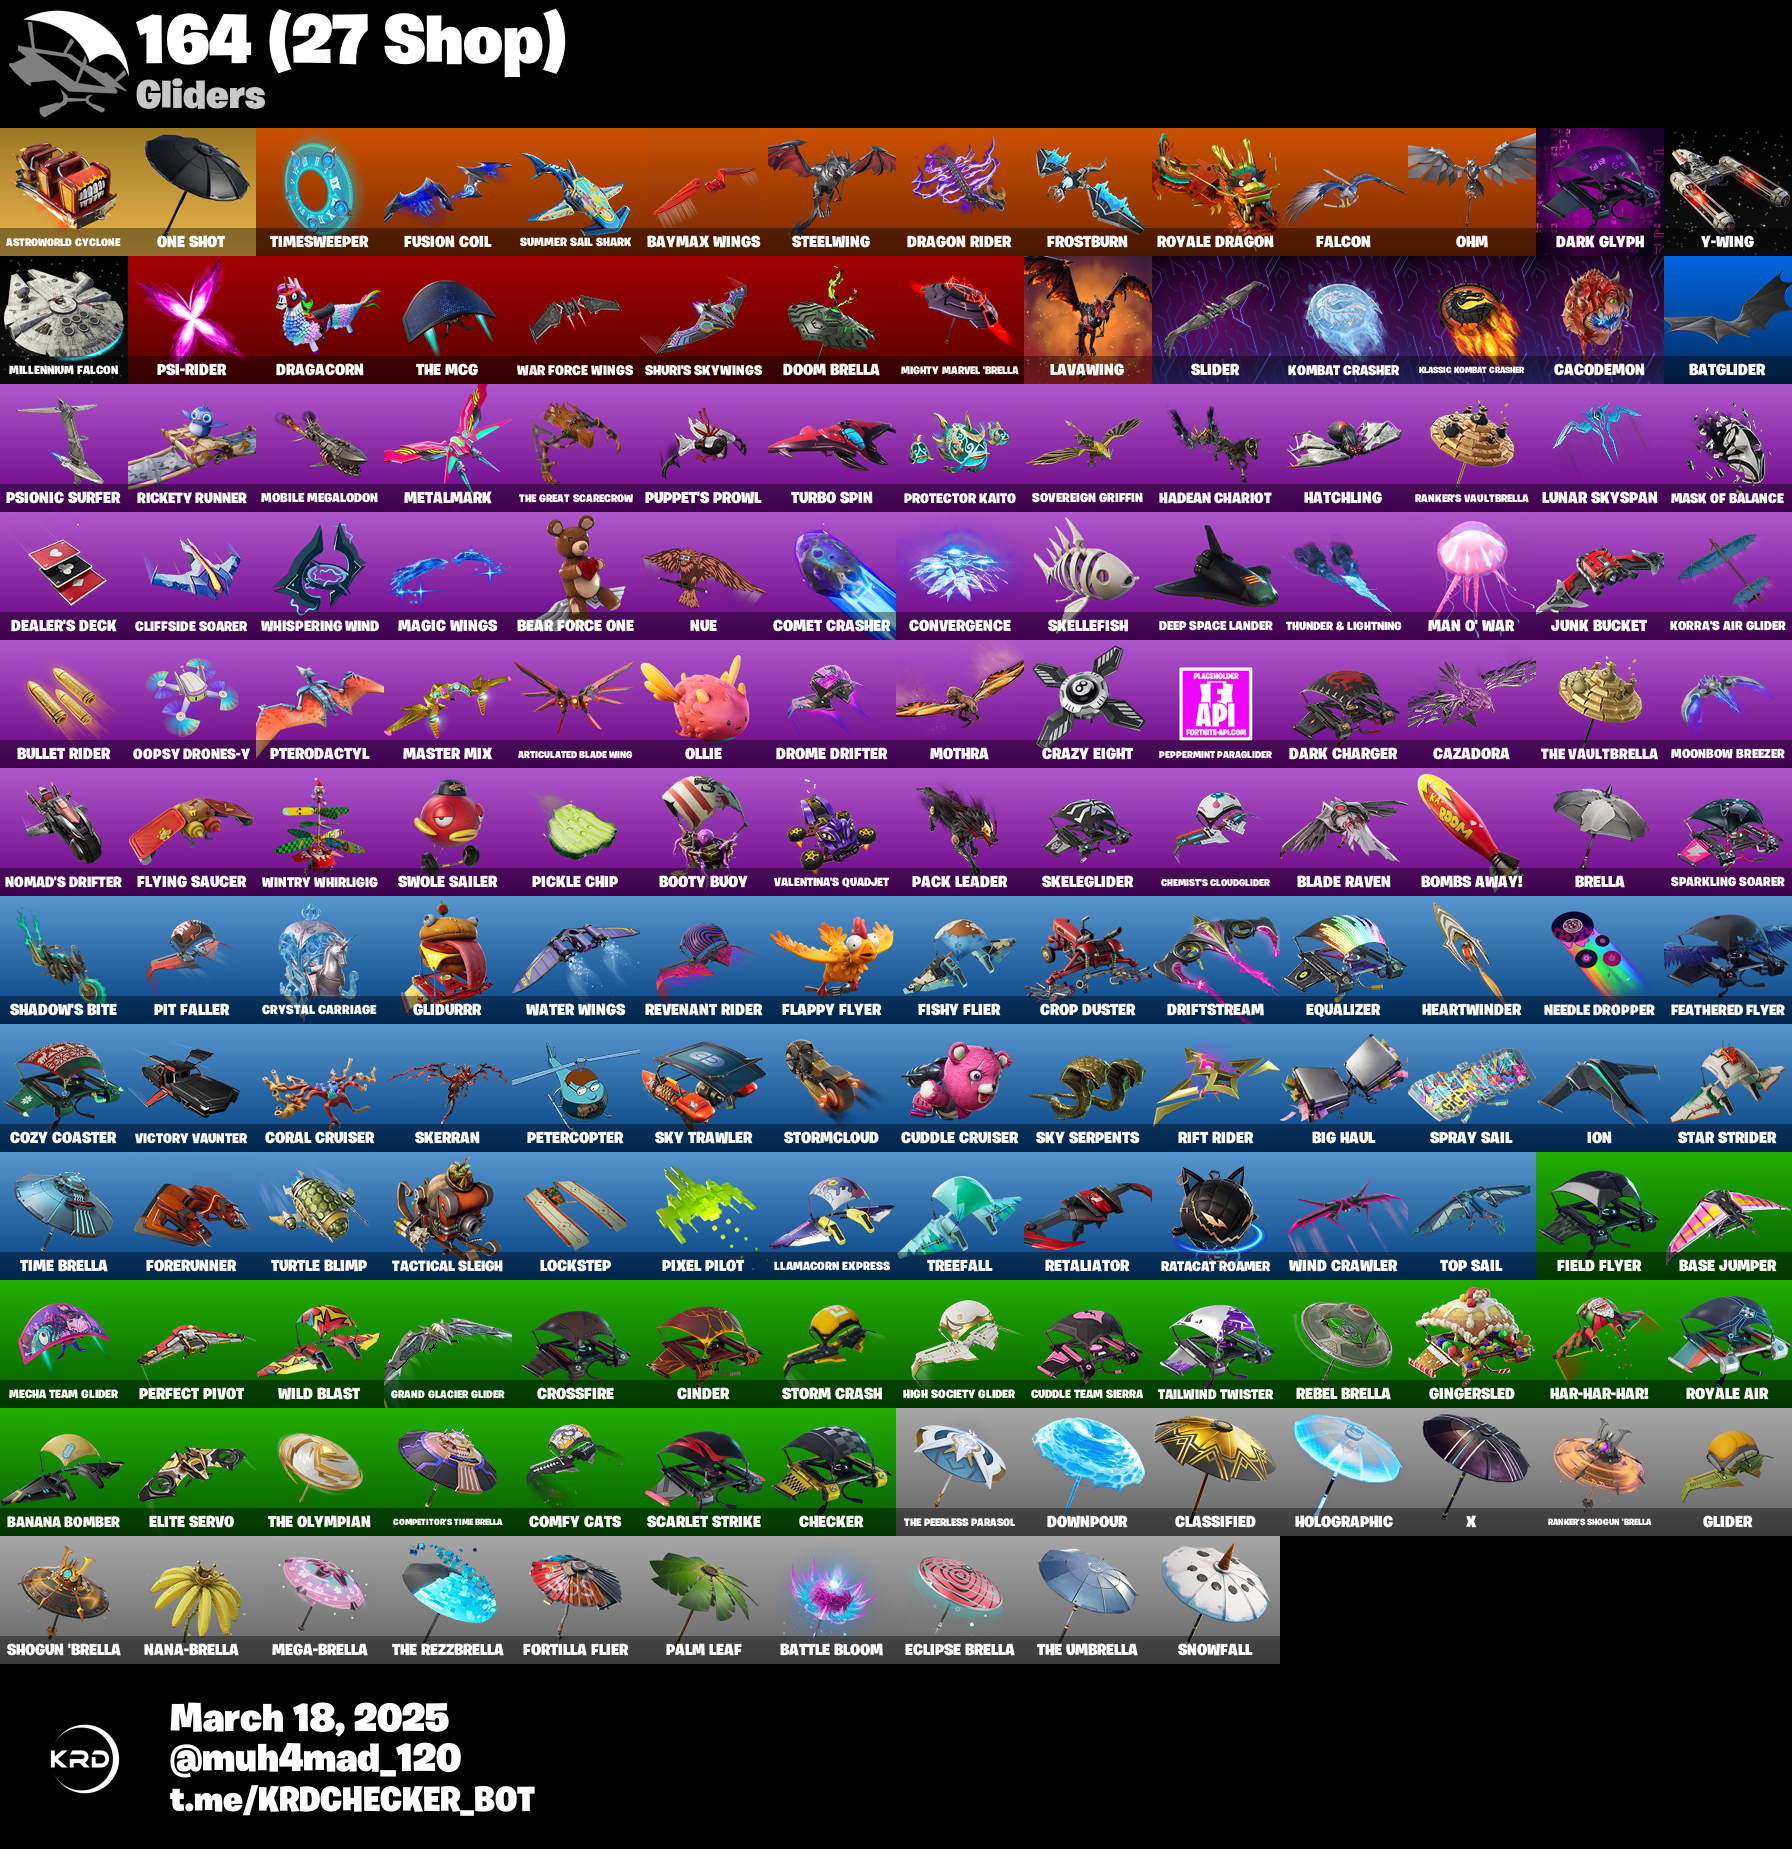 164 (27 Shop)
Gliders
ASTROWORLD CYCLONE
ONE SHOT
TIMESWEEPER
FUSION COIL
SUMMER SAIL SHARK
BAYMAX WINGS
STEELWING
DRAGON RIDER
FROSTBURN
ROYALE DRAGON
FALCON
OHM
DARK GLYPH
Y-WING
MILLENNIUM FALCON
PSI-RIDER
DRAGACORN
THE MCG
WAR FORCE WINGS
SHURI'S SKYWINGS
DOOM BRELLA
MIGHTY MARVEL 'BRELLA
LAVAWING
SLIDER
KOMBAT CRASHER
KLASSIC KOMBAT CRASHER
CACODEMON
BATGLIDER
PSIONIC SURFER
RICKETY RUNNER
MOBILE MEGALODON
METALMARK
THE GREAT SCARECROW
PUPPET'S PROWL
TURBO SPIN
PROTECTOR KAITO
SOVEREIGN GRIFFIN
HADEAN CHARIOT
HATCHLING
RANKER'S VAULTBRELLA
LUNAR SKYSPAN
MASK OF BALANCE
DEALER'S DECK
CLIFFSIDE SOARER
WHISPERING WIND
MAGIC WINGS
BEAR FORCE ONE
NUE
COMET CRASHER
CONVERGENCE
SKELLEFISH
DEEP SPACE LANDER
THUNDER & LIGHTNING
MAN O' WAR
JUNK BUCKET
KORRA'S AIR GLIDER
BULLET RIDER
OOPSY DRONES-Y
PTERODACTYL
MASTER MIX
ARTICULATED BLADE WING
OLLIE
DROME DRIFTER
MOTHRA
8
CRAZY EIGHT
PLACEHOLDER
API
FORTNITE-API.COM
PEPPERMINT PARAGLIDER
DARK CHARGER
CAZADORA
THE VAULTBRELLA
MOONBOW BREEZER
NOMAD'S DRIFTER
FLYING SAUCER
WINTRY WHIRLIGIG
SWOLE SAILER
PICKLE CHIP
BOOTY BUOY
VALENTINA'S QUADJET
PACK LEADER
SKELEGLIDER
CHEMIST'S CLOUDGLIDER
BLADE RAVEN
KABOOM
BOMBS AWAY!
BRELLA
SPARKLING SOARER
SHADOW'S BITE
PIT FALLER
CRYSTAL CARRIAGE
GLIDURRR
WATER WINGS
REVENANT RIDER
FLAPPY FLYER
FISHY FLIER
CROP DUSTER
DRIFTSTREAM
EQUALIZER
HEARTWINDER
NEEDLE DROPPER
FEATHERED FLYER
COZY COASTER
VICTORY VAUNTER
CORAL CRUISER
SKERRAN
PETERCOPTER
SKY TRAWLER
STORMCLOUD
CUDDLE CRUISER
SKY SERPENTS
RIFT RIDER
BIG HAUL
SPRAY SAIL
ION
STAR STRIDER
TIME BRELLA
FORERUNNER
TURTLE BLIMP
TACTICAL SLEIGH
LOCKSTEP
PIXEL PILOT
LLAMACORN EXPRESS
TREEFALL
RETALIATOR
RATACAT ROAMER
WIND CRAWLER
TOP SAIL
FIELD FLYER
BASE JUMPER
MECHA TEAM GLIDER
PERFECT PIVOT
WILD BLAST
GRAND GLACIER GLIDER
CROSSFIRE
CINDER
STORM CRASH
HIGH SOCIETY GLIDER
CUDDLE TEAM SIERRA
TAILWIND TWISTER
REBEL BRELLA
GINGERSLED
HAR-HAR-HAR!
ROYALE AIR
BANANA BOMBER
ELITE SERVO
THE OLYMPIAN
COMPETITOR'S TIME BRELLA
COMFY CATS
SCARLET STRIKE
CHECKER
THE PEERLESS PARASOL
DOWNPOUR
CLASSIFIED
HOLOGRAPHIC
X
RANKER'S SHOGUN 'BRELLA
GLIDER
SHOGUN 'BRELLA
NANA-BRELLA
MEGA-BRELLA
THE REZZBRELLA
FORTILLA FLIER
PALM LEAF
BATTLE BLOOM
ECLIPSE BRELLA
THE UMBRELLA
SNOWFALL
KRD
March 18, 2025
@muh4mad_120
t.me/KRDCHECKER_BOT